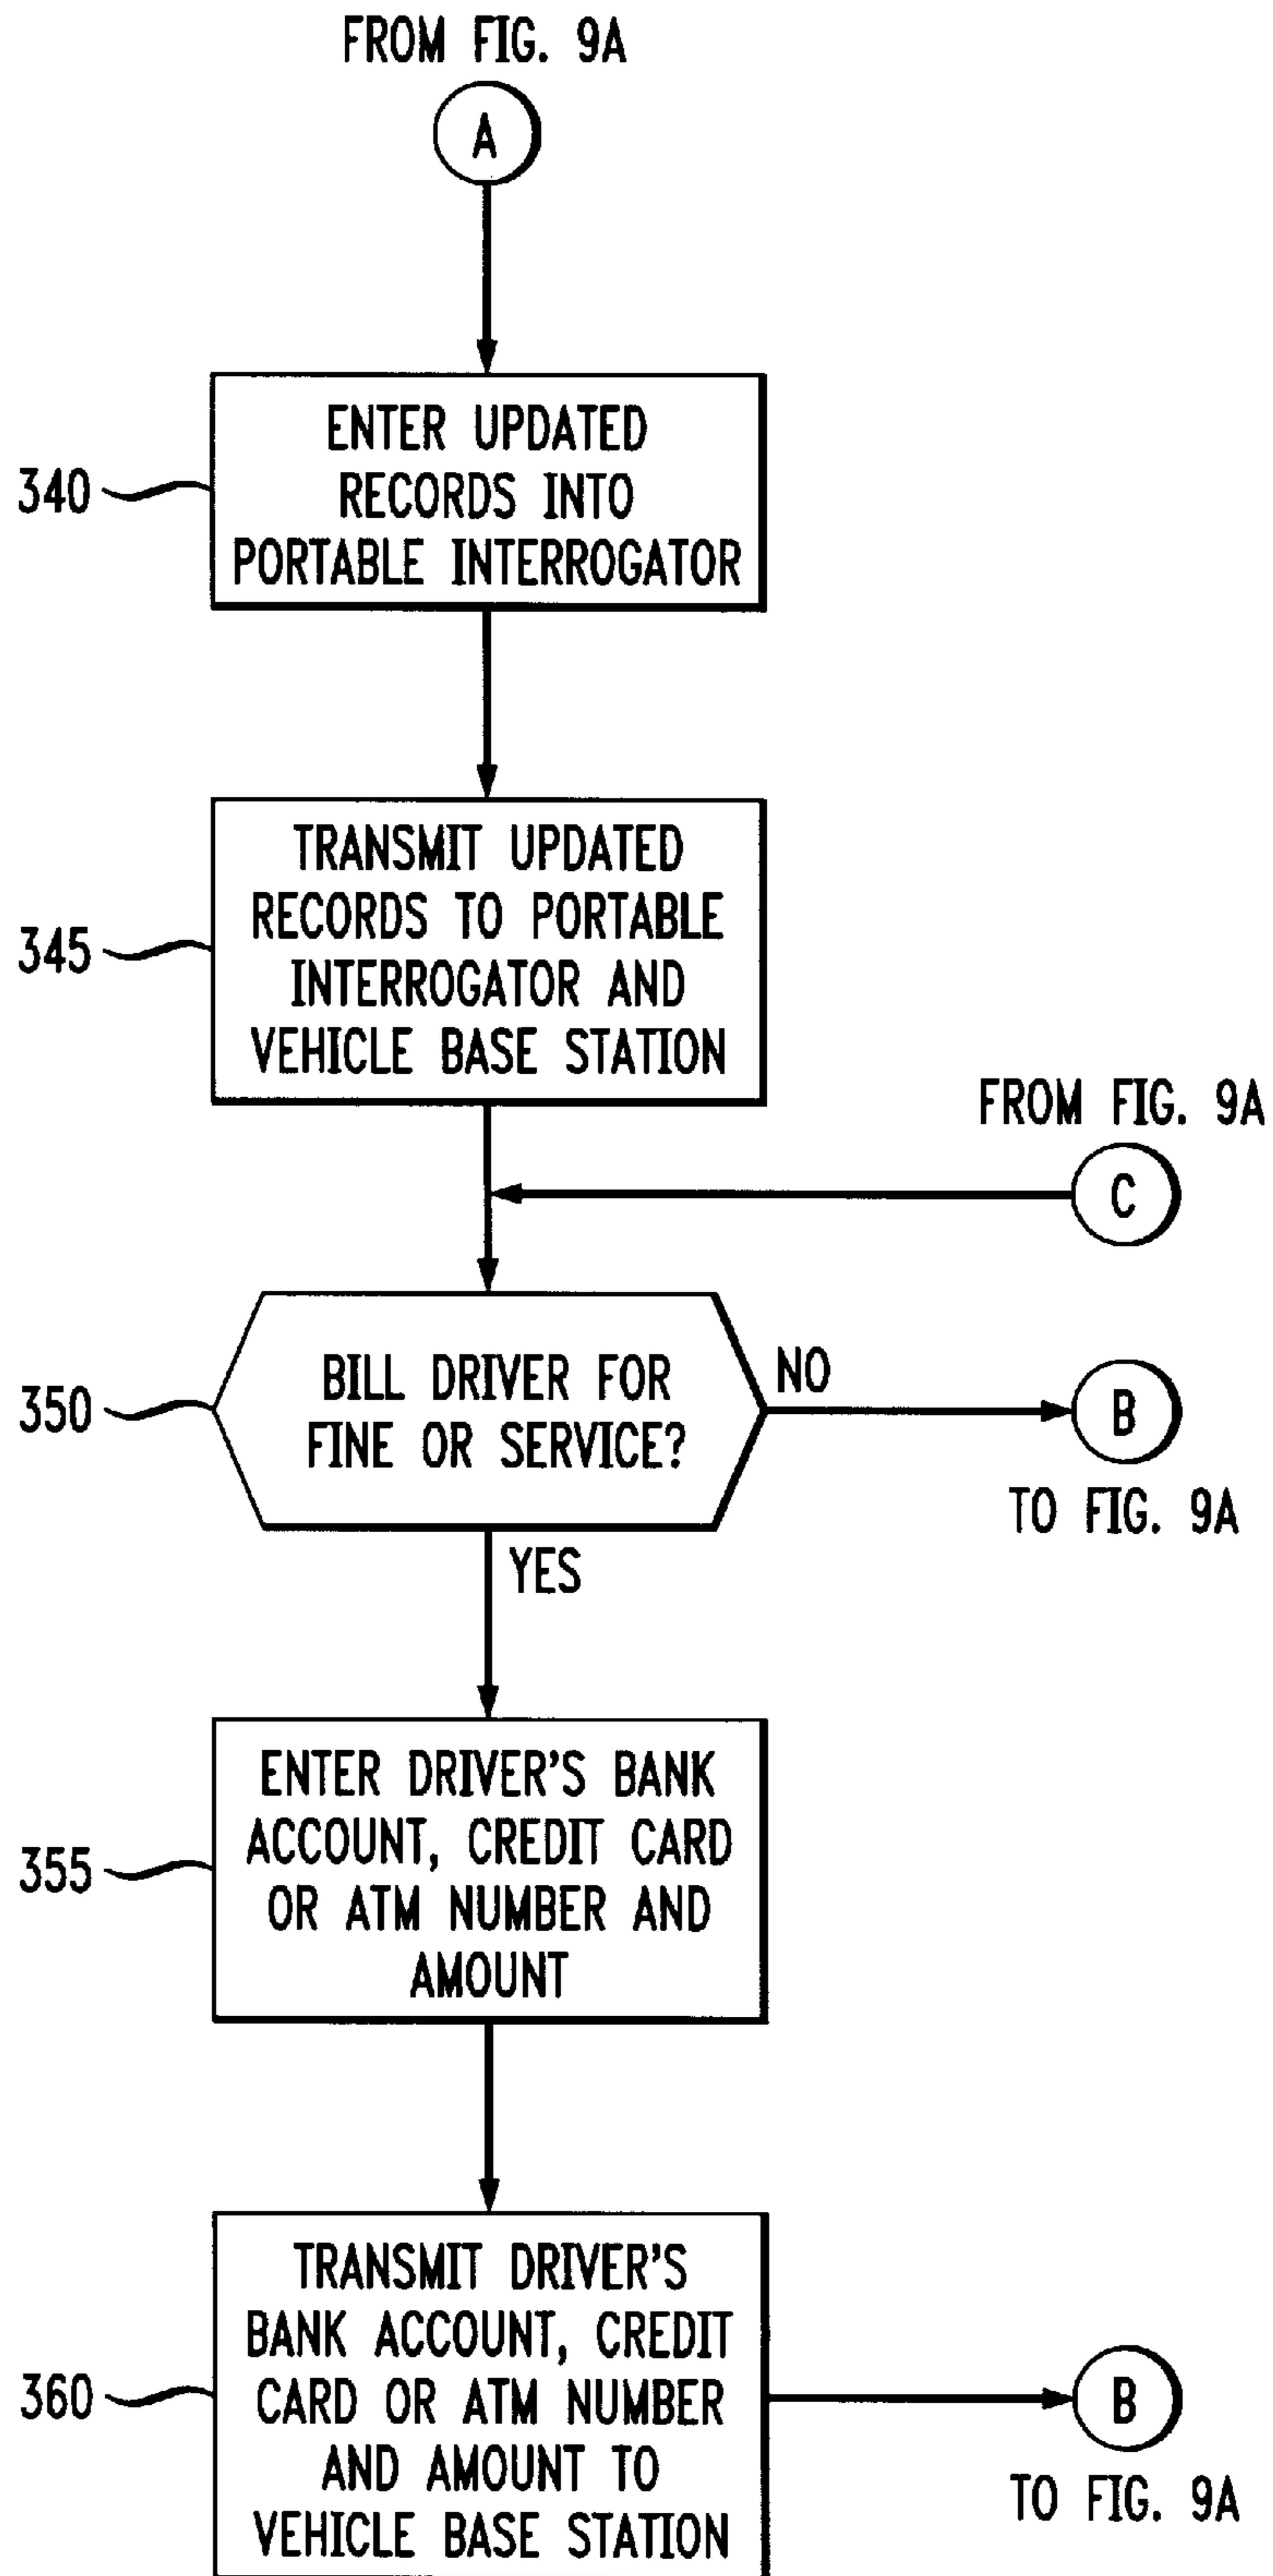 FROM FIG. 9A
A
340
ENTER UPDATED
RECORDS INTO
PORTABLE INTERROGATOR
345
TRANSMIT UPDATED
RECORDS TO PORTABLE
INTERROGATOR AND
VEHICLE BASE STATION
FROM FIG. 9A
C
350
BILL DRIVER FOR
FINE OR SERVICE?
NO
B
TO FIG. 9A
YES
355
ENTER DRIVER'S BANK
ACCOUNT, CREDIT CARD
OR ATM NUMBER AND
AMOUNT
360
TRANSMIT DRIVER'S
BANK ACCOUNT, CREDIT
CARD OR ATM NUMBER
AND AMOUNT TO
VEHICLE BASE STATION
B
TO FIG. 9A